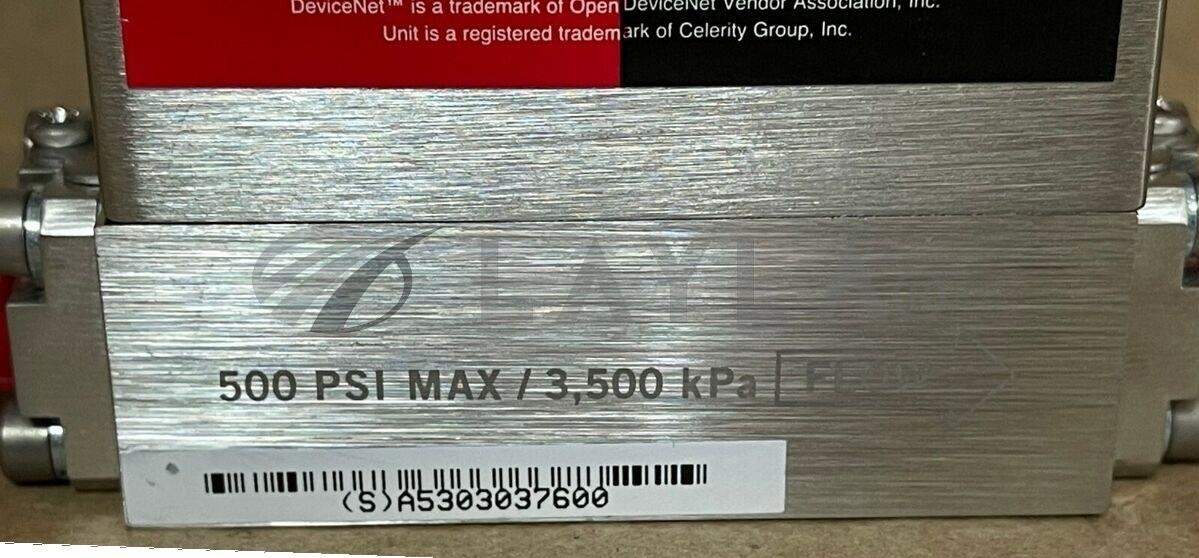 DeviceNet™ is a trademark of Open DeviceNet Vendor Association, Inc.
Unit is a registered trademark of Celerity Group, Inc.
500 PSI MAX / 3,500 kPa FLOW
(S)A5303037600